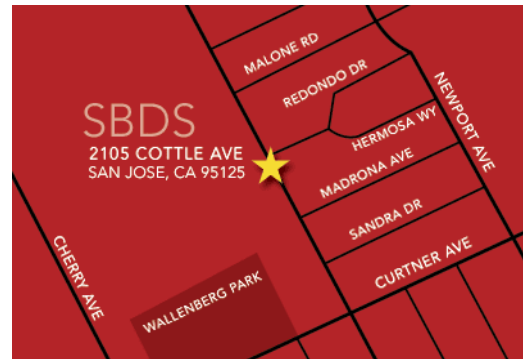 MALONE RD
REDONDO DR
NEWPORT AVE
SBDS
HERMOSA WY
2105 COTTLE AVE
SAN JOSE, CA 95125
MADRONA AVE
SANDRA DR
CHERRY AVE
CURTNER AVE
WALLENBERG PARK